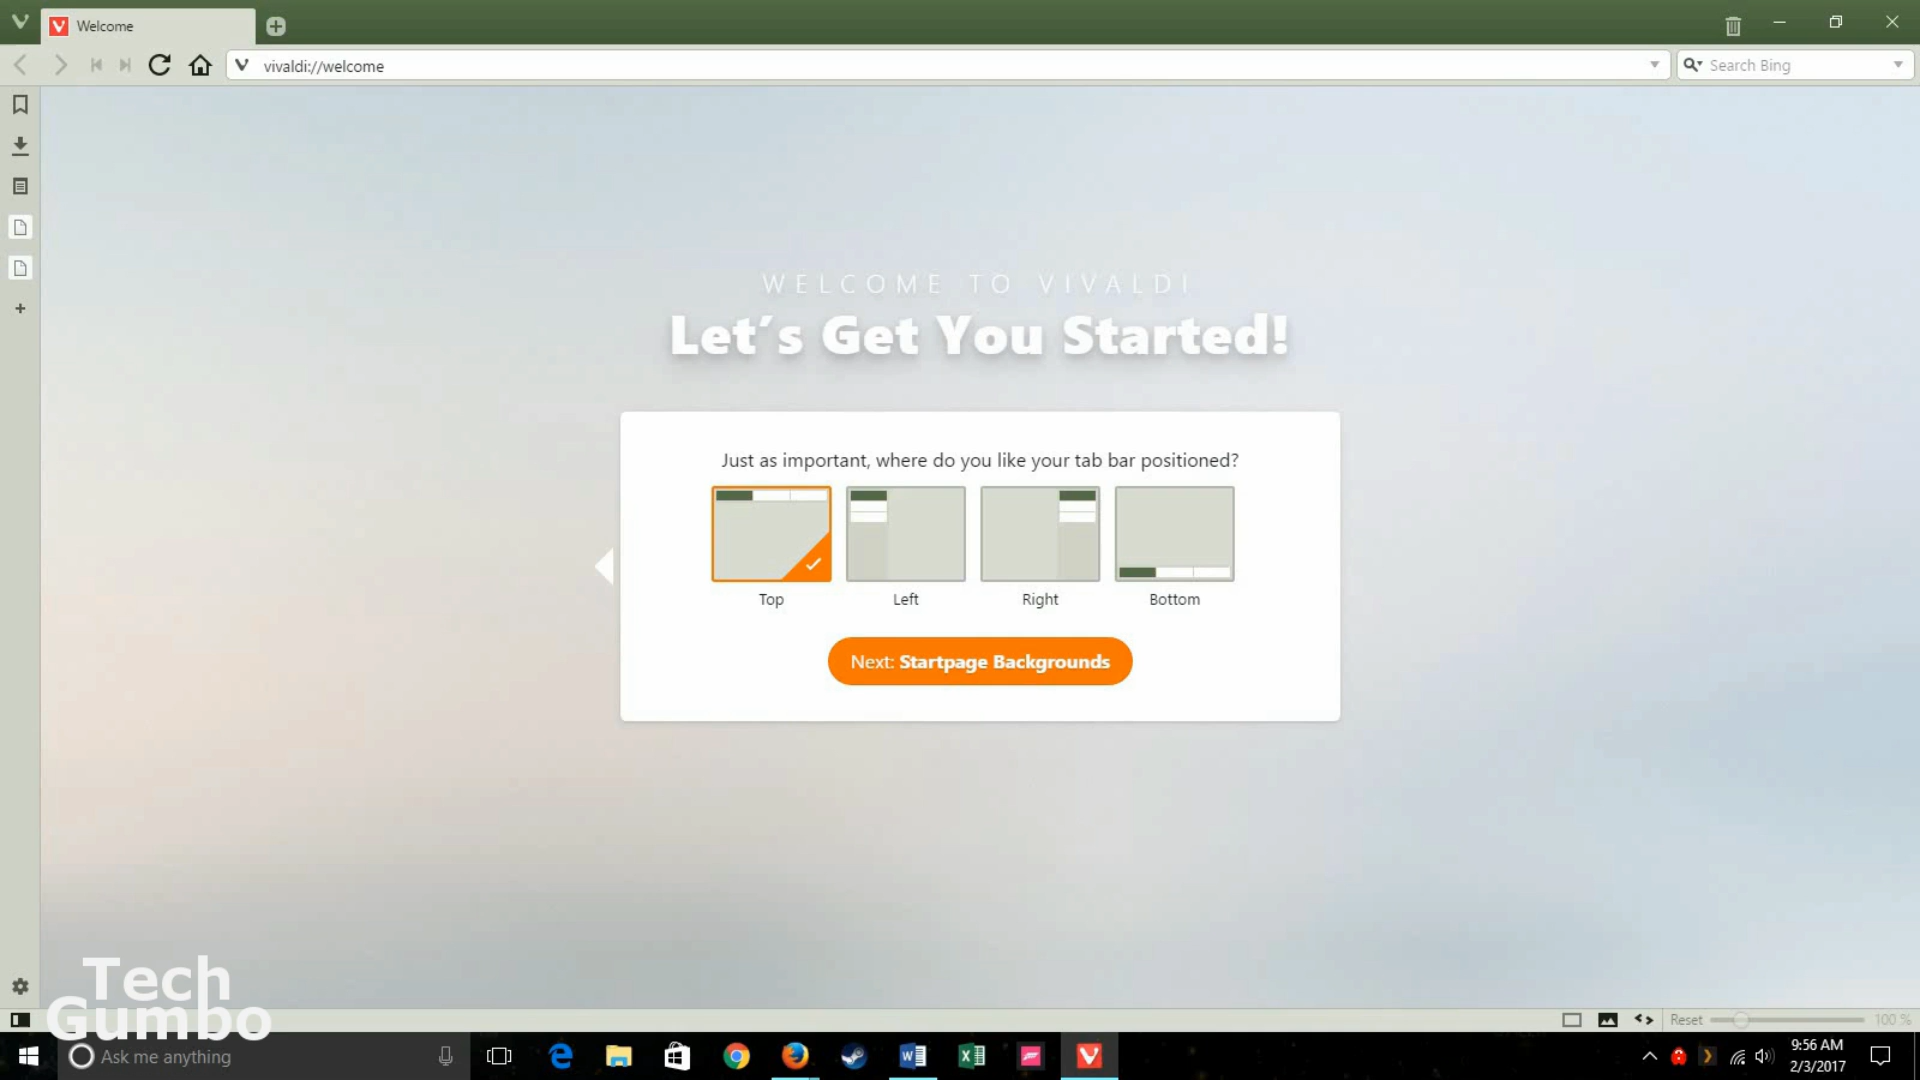 Welcome
vivaldi://welcome
Search Bing
WELCOME TO VIVALDI
Let's Get You Started!
Just as important, where do you like your tab bar positioned?
Top
Left
Right
Bottom
Next: Startpage Backgrounds
Tech
Gumbo
Reset
100 %
Ask me anything
9:56 AM
2/3/2017